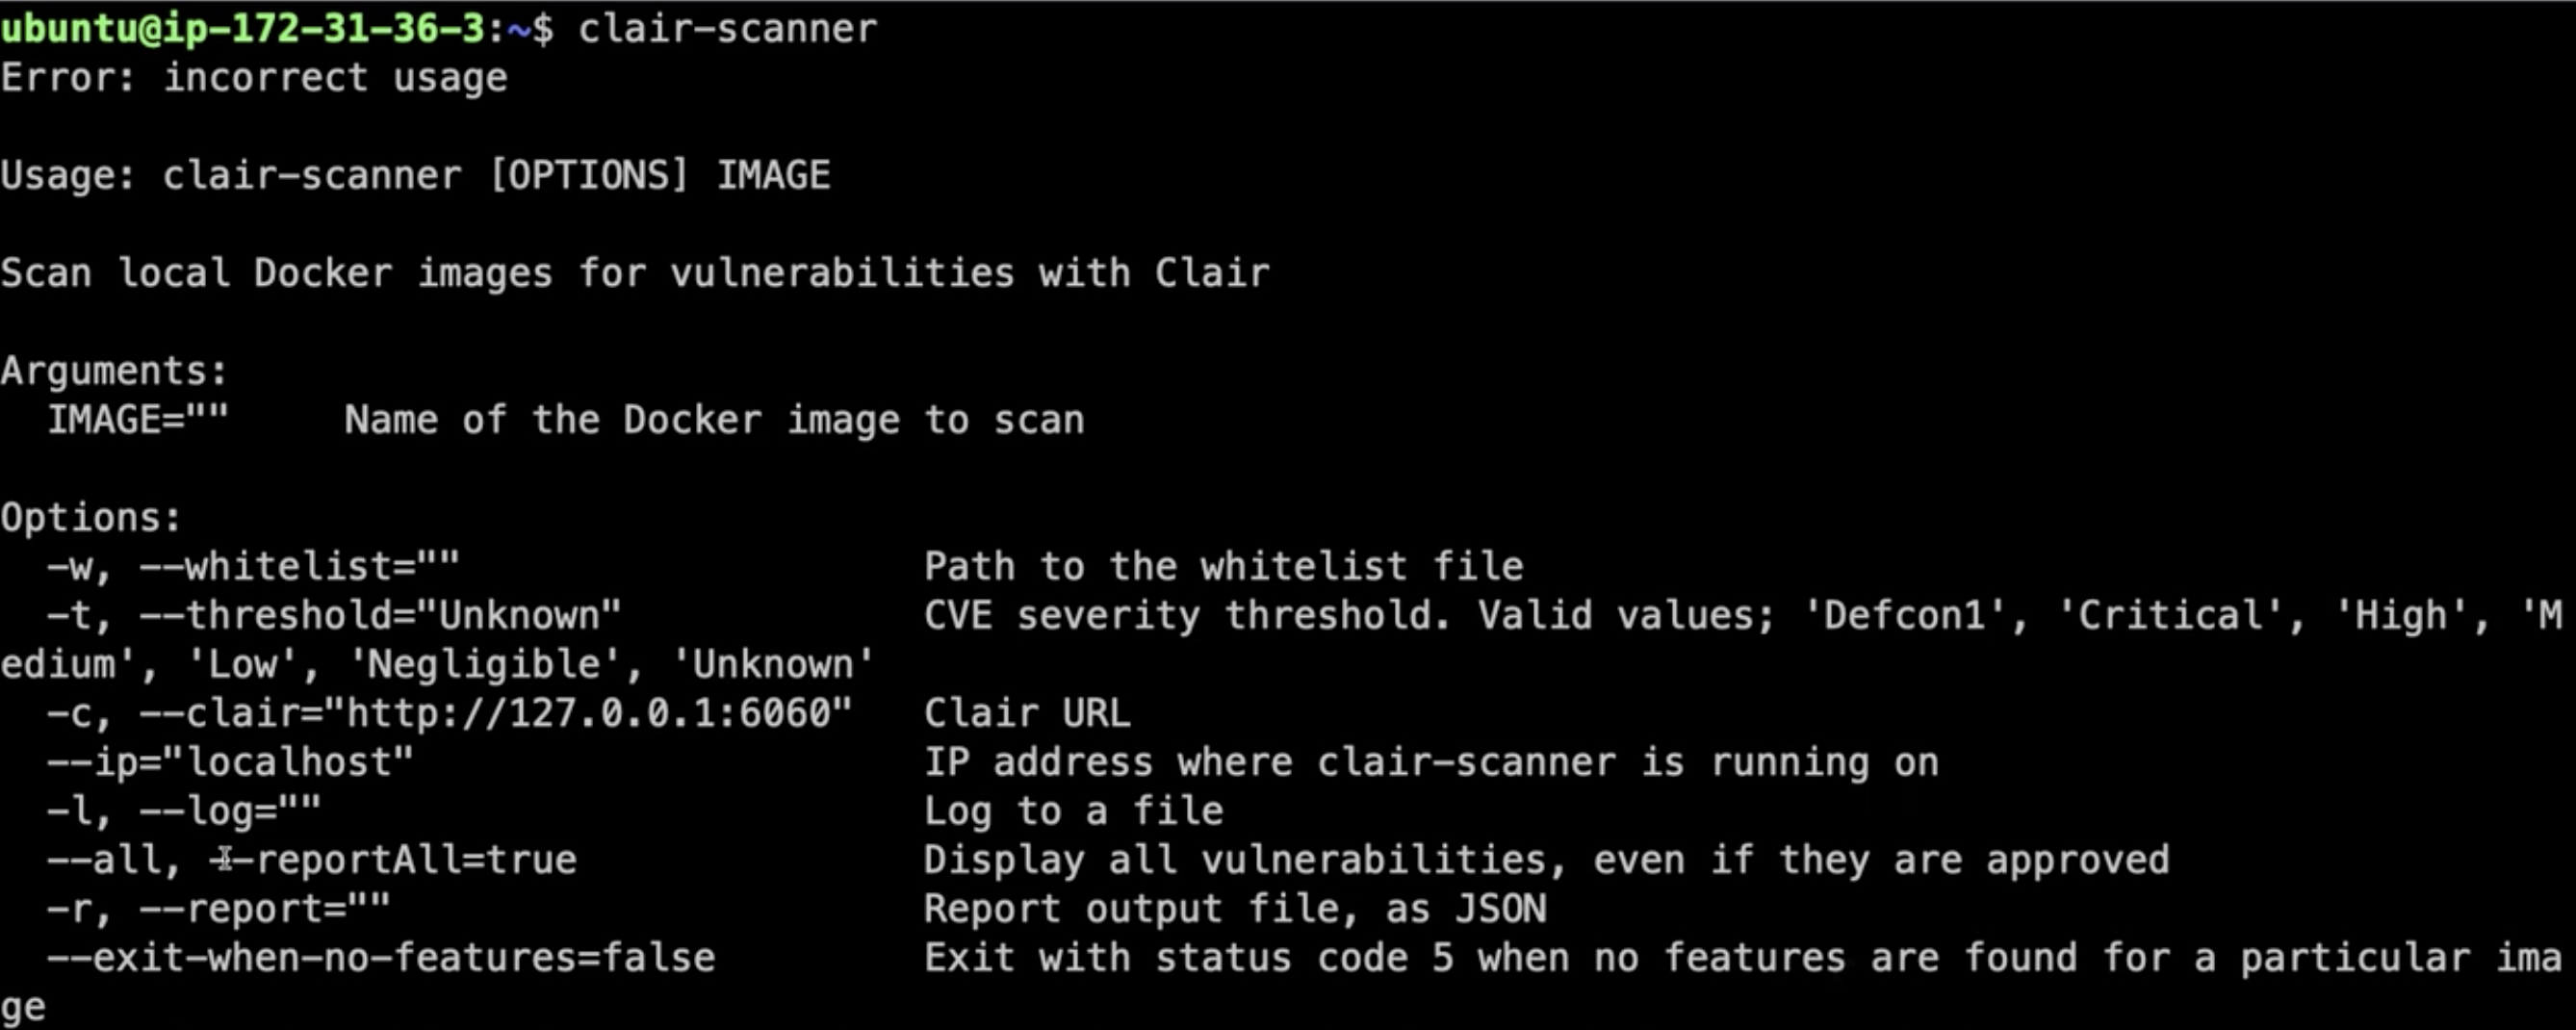 ubuntu@ip-172-31-36-3:~$ clair-scanner
Error: incorrect usage
Usage: clair-scanner [OPTIONS] IMAGE
Scan local Docker images for vulnerabilities with Clair
Arguments:
  IMAGE=""     Name of the Docker image to scan
Options:
  -w, --whitelist=""                    Path to the whitelist file
  -t, --threshold="Unknown"             CVE severity threshold. Valid values; 'Defcon1', 'Critical', 'High', 'M
edium', 'Low', 'Negligible', 'Unknown'
  -c, --clair="http://127.0.0.1:6060"   Clair URL
  --ip="localhost"                      IP address where clair-scanner is running on
  -l, --log=""                          Log to a file
  --all, --reportAll=true               Display all vulnerabilities, even if they are approved
  -r, --report=""                       Report output file, as JSON
  --exit-when-no-features=false         Exit with status code 5 when no features are found for a particular ima
ge